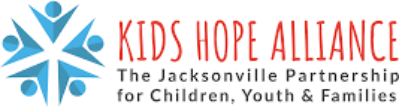 KIDS HOPE ALLIANCE
The Jacksonville Partnership
for Children, Youth & Families